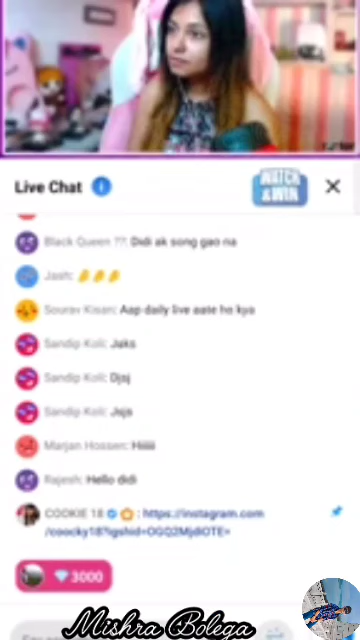 Live Chat
WATCH
& WIN
Black Queen ??: Didi ak song gao na
Jash:
Sourav Kisan: Aap daily live aate ho kya
Sandip Koli: Jaks
Sandip Koli: Djsj
Sandip Koli: Jsjs
Marjan Hossen: Hiiiii
Rajesh: Hello didi
COOKIE 18 : https://instagram.com
/coocky18?igshid=OGQ2MjdiOTE=
3000
Mishra Bolega